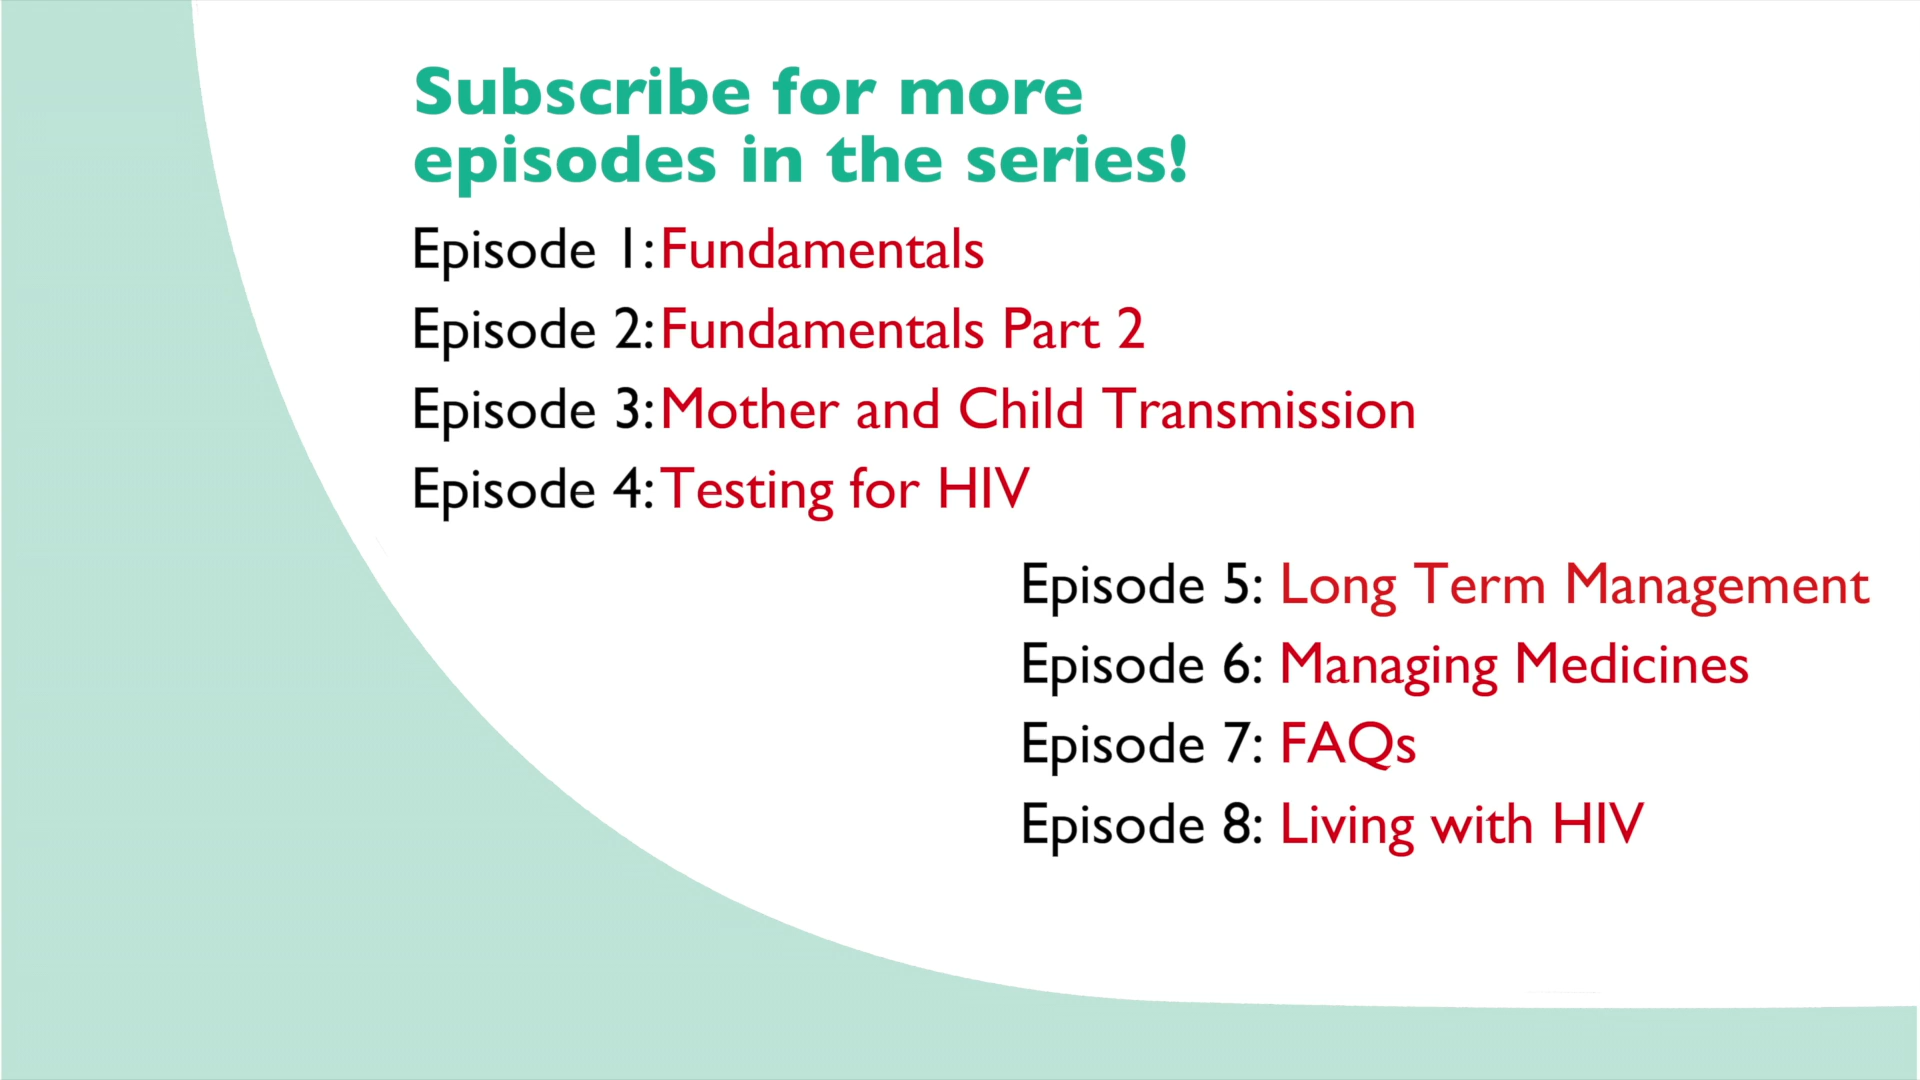 Subscribe for more
episodes in the series!
Episode 1: Fundamentals
Episode 2: Fundamentals Part 2
Episode 3: Mother and Child Transmission
Episode 4: Testing for HIV
Episode 5: Long Term Management
Episode 6: Managing Medicines
Episode 7: FAQs
Episode 8: Living with HIV